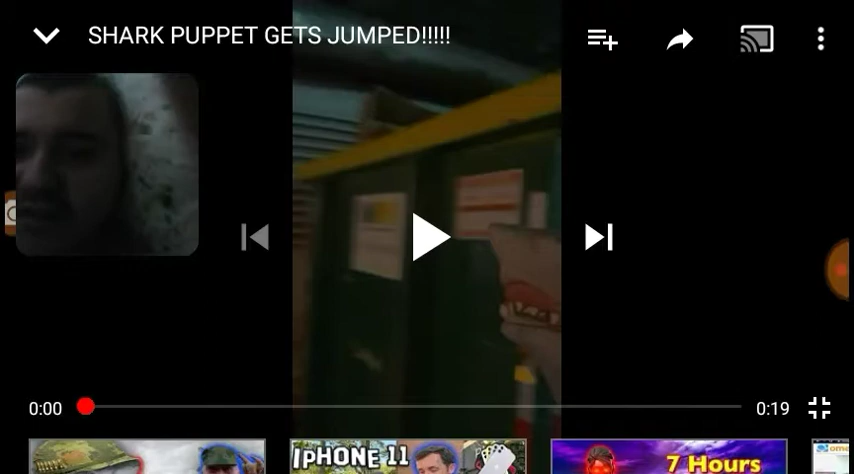 SHARK PUPPET GETS JUMPED!!!!!
0:00
0:19
IPHONE 11
7 Hours